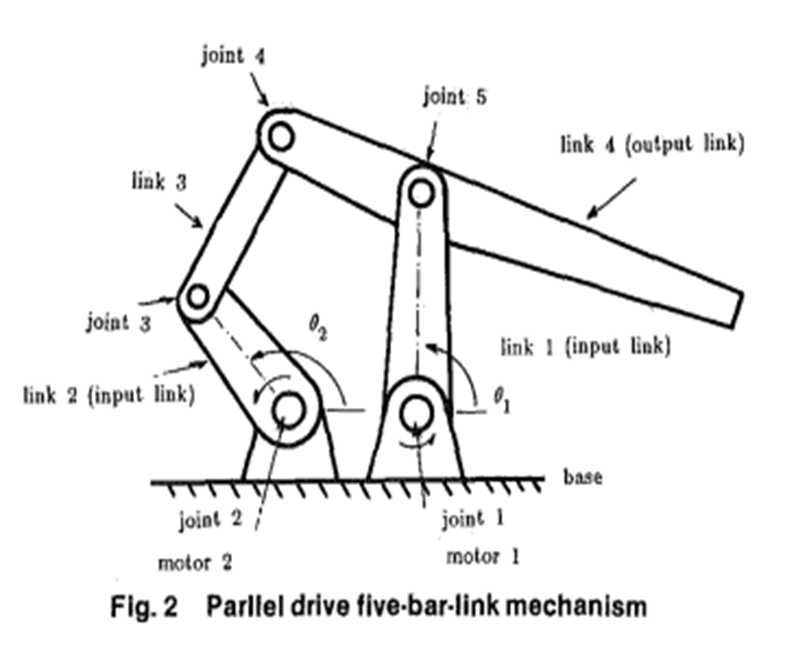 joint 4
joint 5
link 4 (output link)
link 3
joint 3
θ2
link 1 (input link)
link 2 (input link)
θ1
base
joint 2
joint 1
motor 2
motor 1
Fig. 2 Parllel drive five-bar-link mechanism